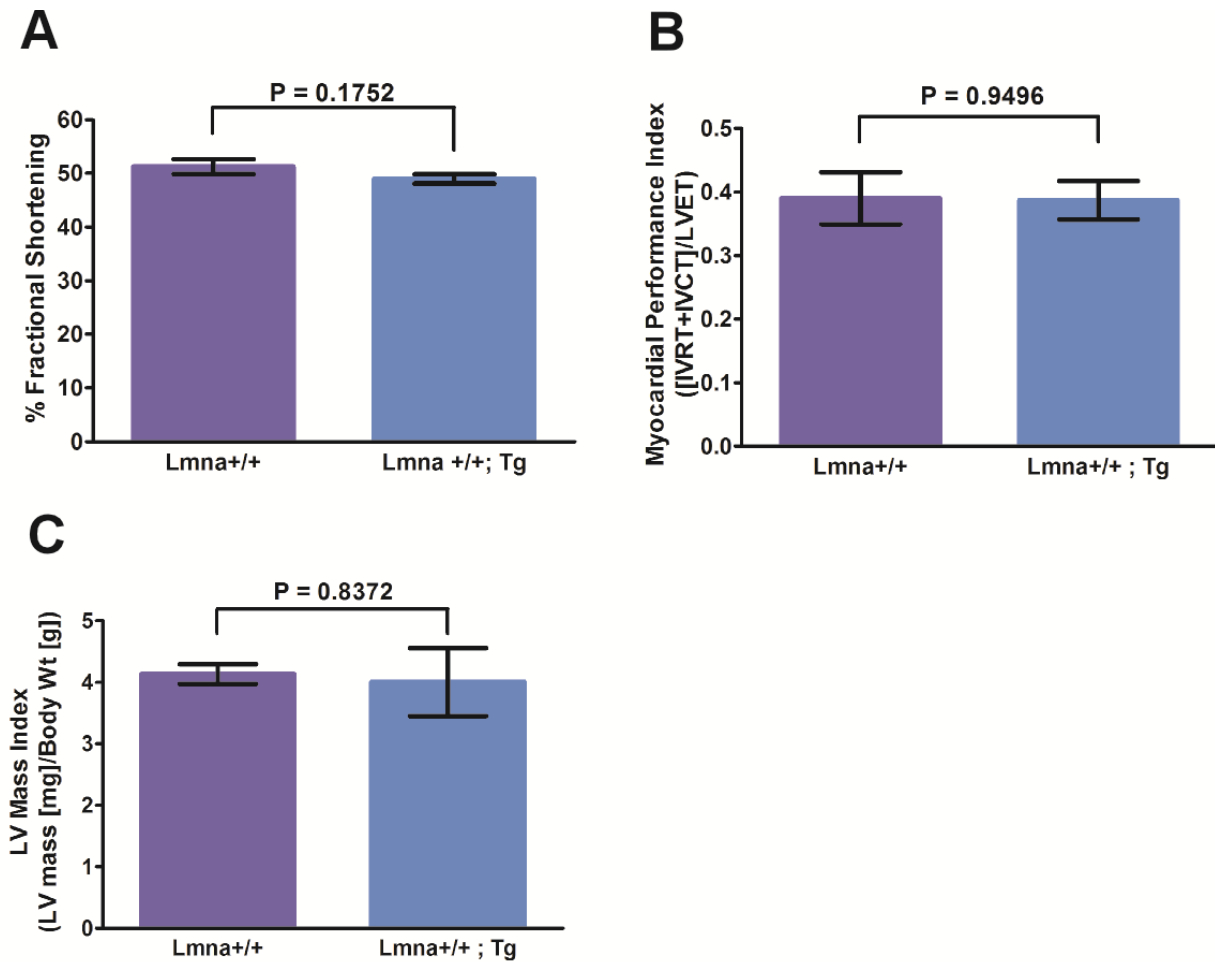 A
P = 0.1752
% Fractional Shortening
60
50
40
30
20
10
0
Lmna+/+
Lmna +/+; Tg
B
P = 0.9496
Myocardial Performance Index
([IVRT+IVCT]/LVET)
0.5
0.4
0.3
0.2
0.1
0.0
Lmna+/+
Lmna+/+ ; Tg
C
P = 0.8372
LV Mass Index
(LV mass [mg]/Body Wt [g])
5
4
3
2
1
0
Lmna+/+
Lmna+/+ ; Tg